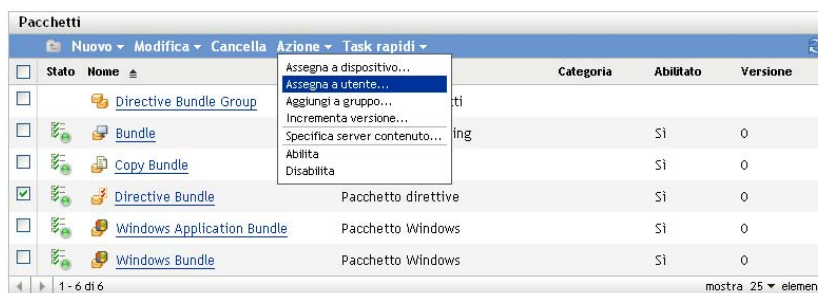 Pacchetti
Nuovo Modifica Cancella Azione Task rapidi
Stato Nome Categoria Abilitato Versione
Assegna a dispositivo...
Assegna a utente...
Aggiungi a gruppo...
Incrementa versione...
Specifica server contenuto...
Abilita
Disabilita
Directive Bundle Group tti
Bundle ing Sì 0
Copy Bundle Sì 0
Directive Bundle Pacchetto direttive Sì 0
Windows Application Bundle Pacchetto Windows Sì 0
Windows Bundle Pacchetto Windows Sì 0
1 - 6 di 6 mostra 25 elemen